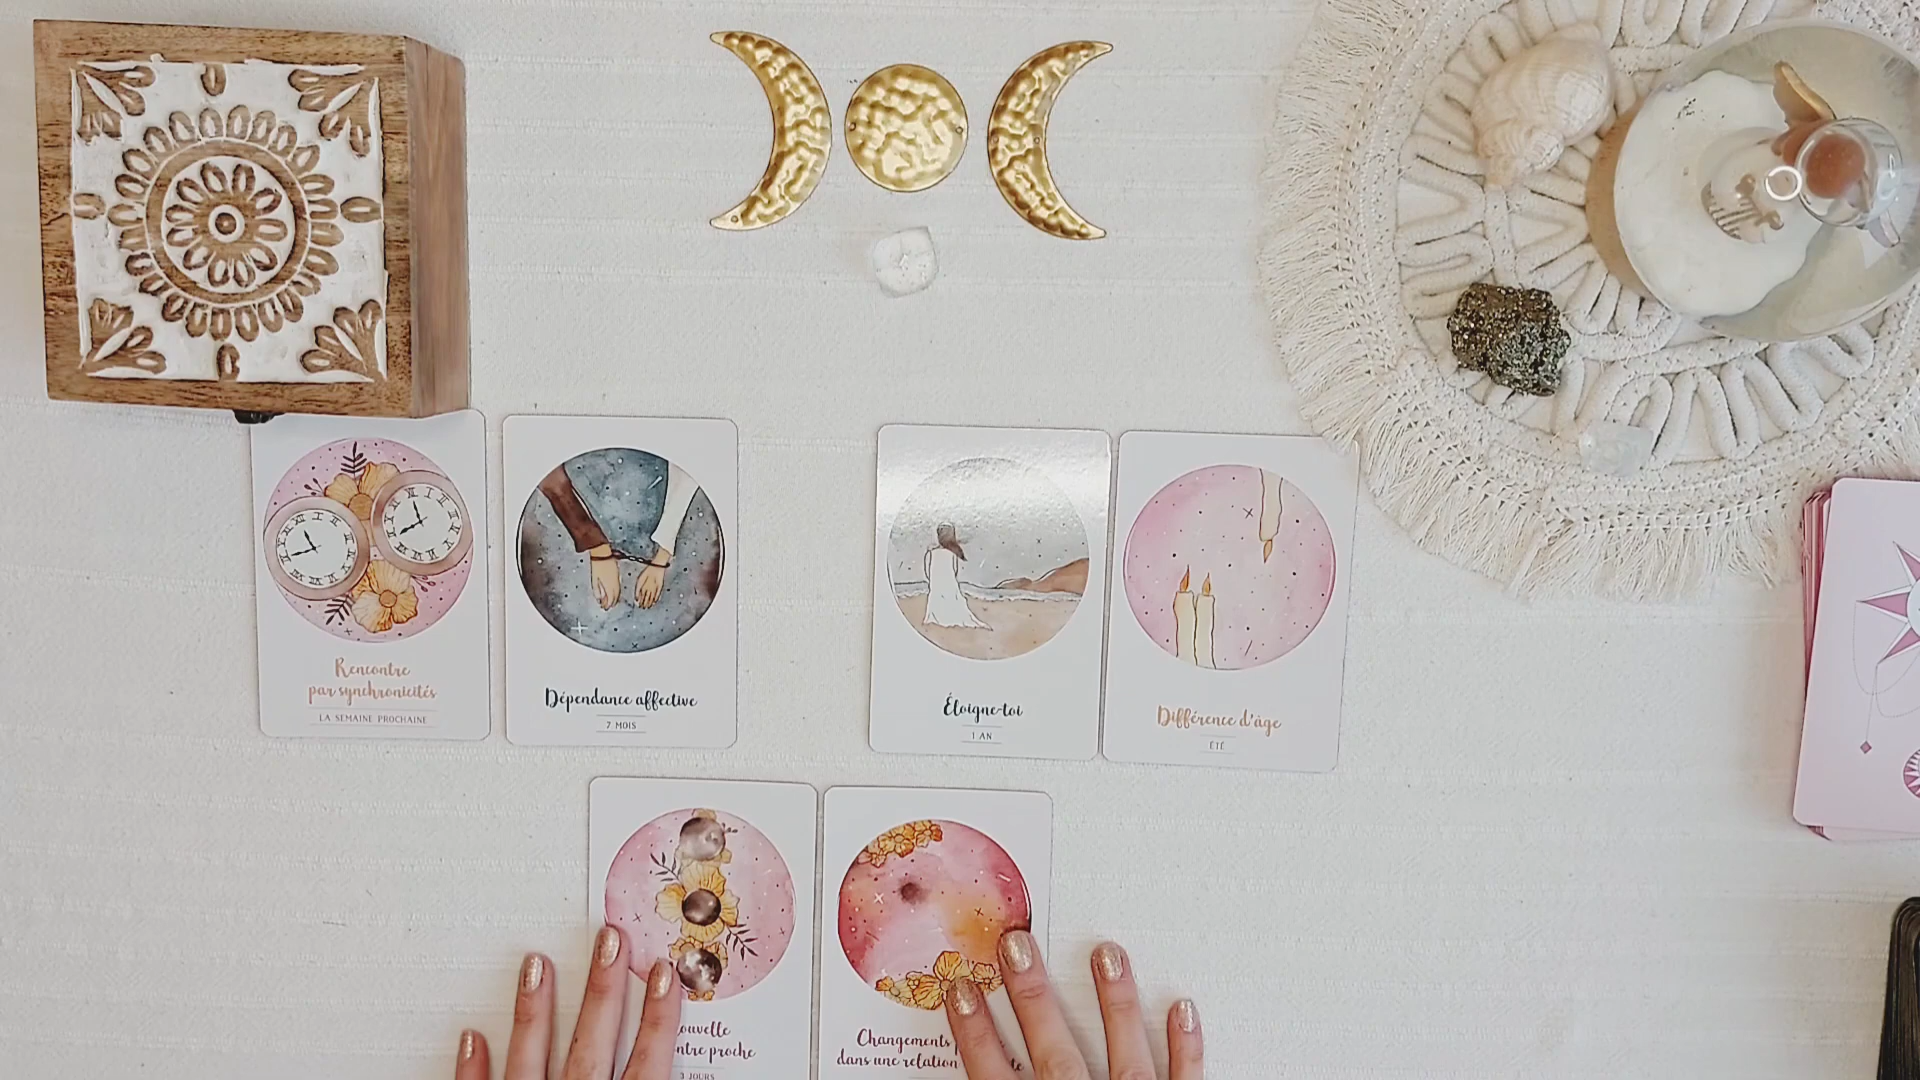 Rencontre
par synchronicités
LA SEMAINE PROCHAINE
Dépendance affective
7 MOIS
Éloigne-toi
1 AN
Différence d'âge
ÉTÉ
ouvelle
ntre proche
3 JOURS
Changements
dans une relation